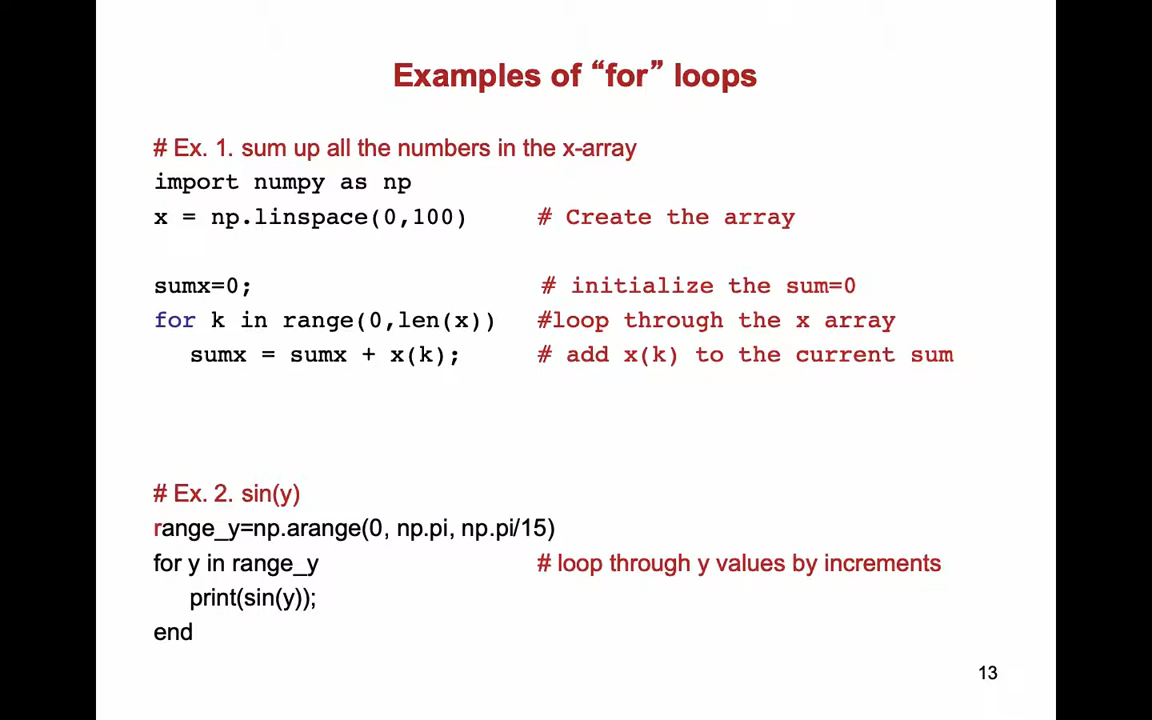 Examples of “for” loops
# Ex. 1. sum up all the numbers in the x-array
import numpy as np
x = np.linspace(0,100) # Create the array
sumx=0; # initialize the sum=0
for k in range(0,len(x)) #loop through the x array
sumx = sumx + x(k); # add x(k) to the current sum
# Ex. 2. sin(y)
range_y=np.arange(0, np.pi, np.pi/15)
for y in range_y # loop through y values by increments
print(sin(y));
end
13